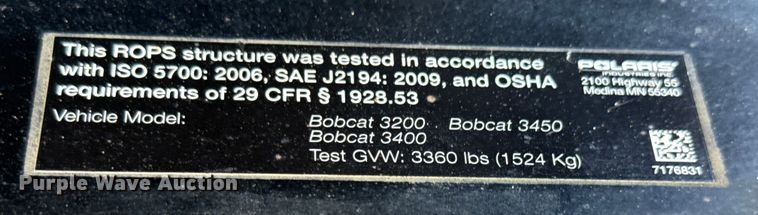 This ROPS structure was tested in accordance
with ISO 5700: 2006, SAE J2194: 2009, and OSHA
requirements of 29 CFR § 1928.53
POLARIS
INDUSTRIES INC.
2100 Highway 55
Medina MN 55340
Vehicle Model:
Bobcat 3200 Bobcat 3450
Bobcat 3400
Test GVW: 3360 lbs (1524 Kg)
7176831
Purple Wave Auction